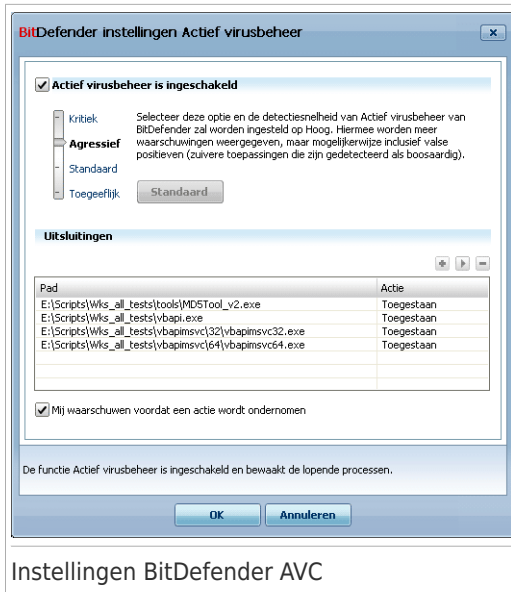 BitDefender instellingen Actief virusbeheer
Actief virusbeheer is ingeschakeld
Kritiek
Agressief
Standaard
Toegeeflijk
Selecteer deze optie en de detectiesnelheid van Actief virusbeheer van
BitDefender zal worden ingesteld op Hoog. Hiermee worden meer
waarschuwingen weergegeven, maar mogelijkerwijze inclusief valse
positieven (zuivere toepassingen die zijn gedetecteerd als boosaardig).
Standaard
Uitsluitingen
Pad Actie
E:\Scripts\Wks_all_tests\tools\MD5Tool_v2.exe Toegestaan
E:\Scripts\Wks_all_tests\vbapi.exe Toegestaan
E:\Scripts\Wks_all_tests\vbapimsvc\32\vbapimsvc32.exe Toegestaan
E:\Scripts\Wks_all_tests\vbapimsvc\64\vbapimsvc64.exe Toegestaan
Mij waarschuwen voordat een actie wordt ondernomen
De functie Actief virusbeheer is ingeschakeld en bewaakt de lopende processen.
OK Annuleren
Instellingen BitDefender AVC